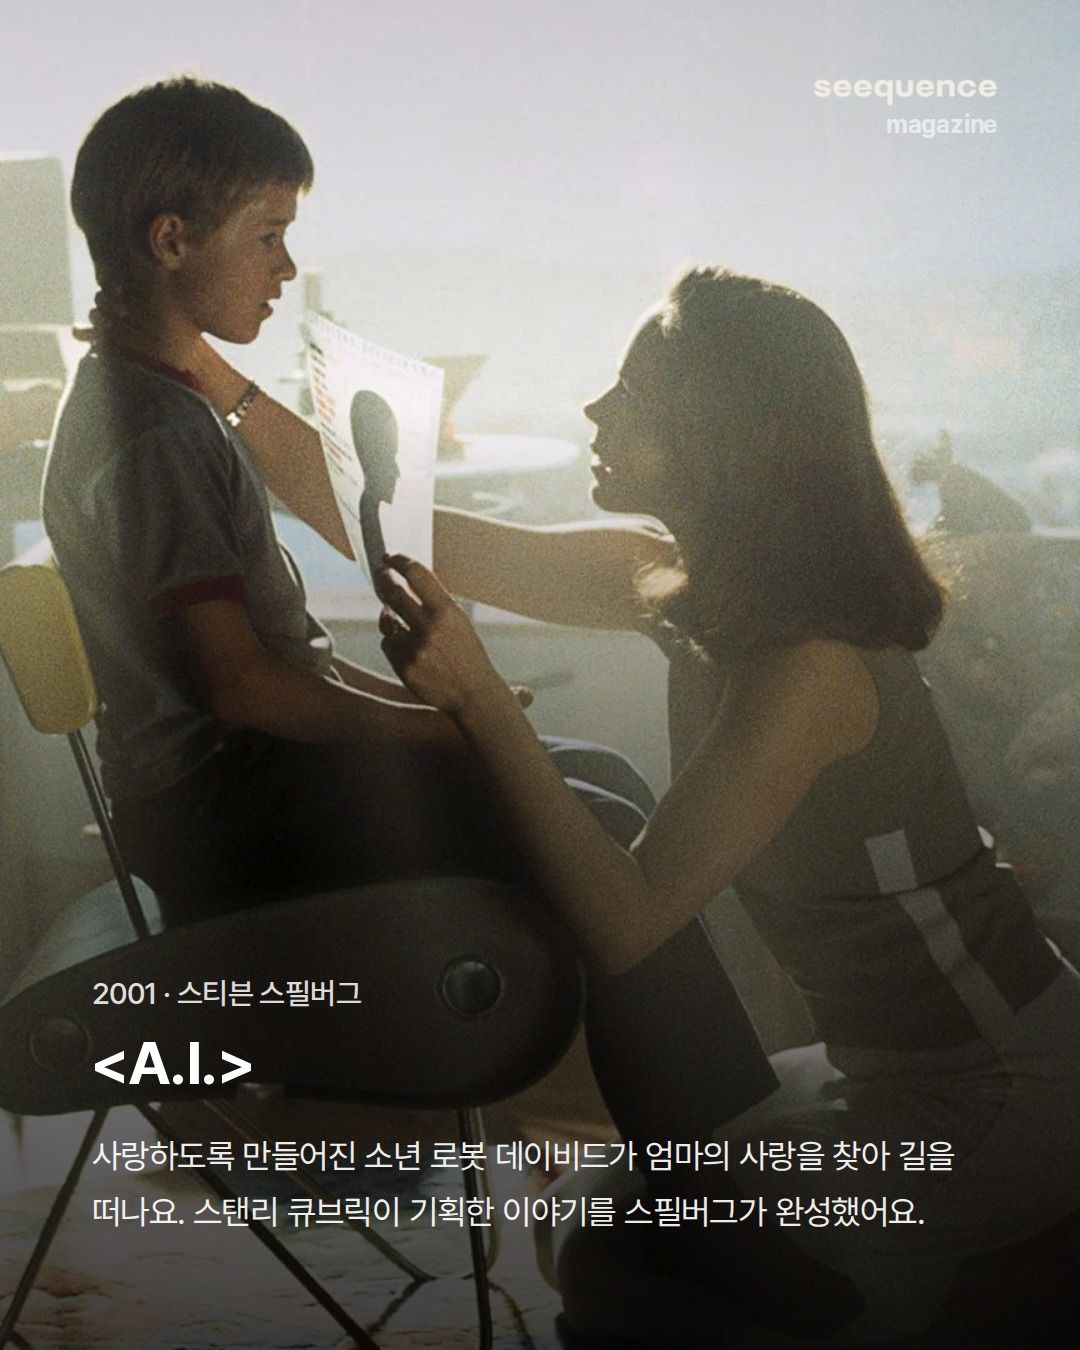 seequence
magazine
2001 · 스티븐 스필버그
<A.I.>
사랑하도록 만들어진 소년 로봇 데이비드가 엄마의 사랑을 찾아 길을
떠나요. 스탠리 큐브릭이 기획한 이야기를 스필버그가 완성했어요.